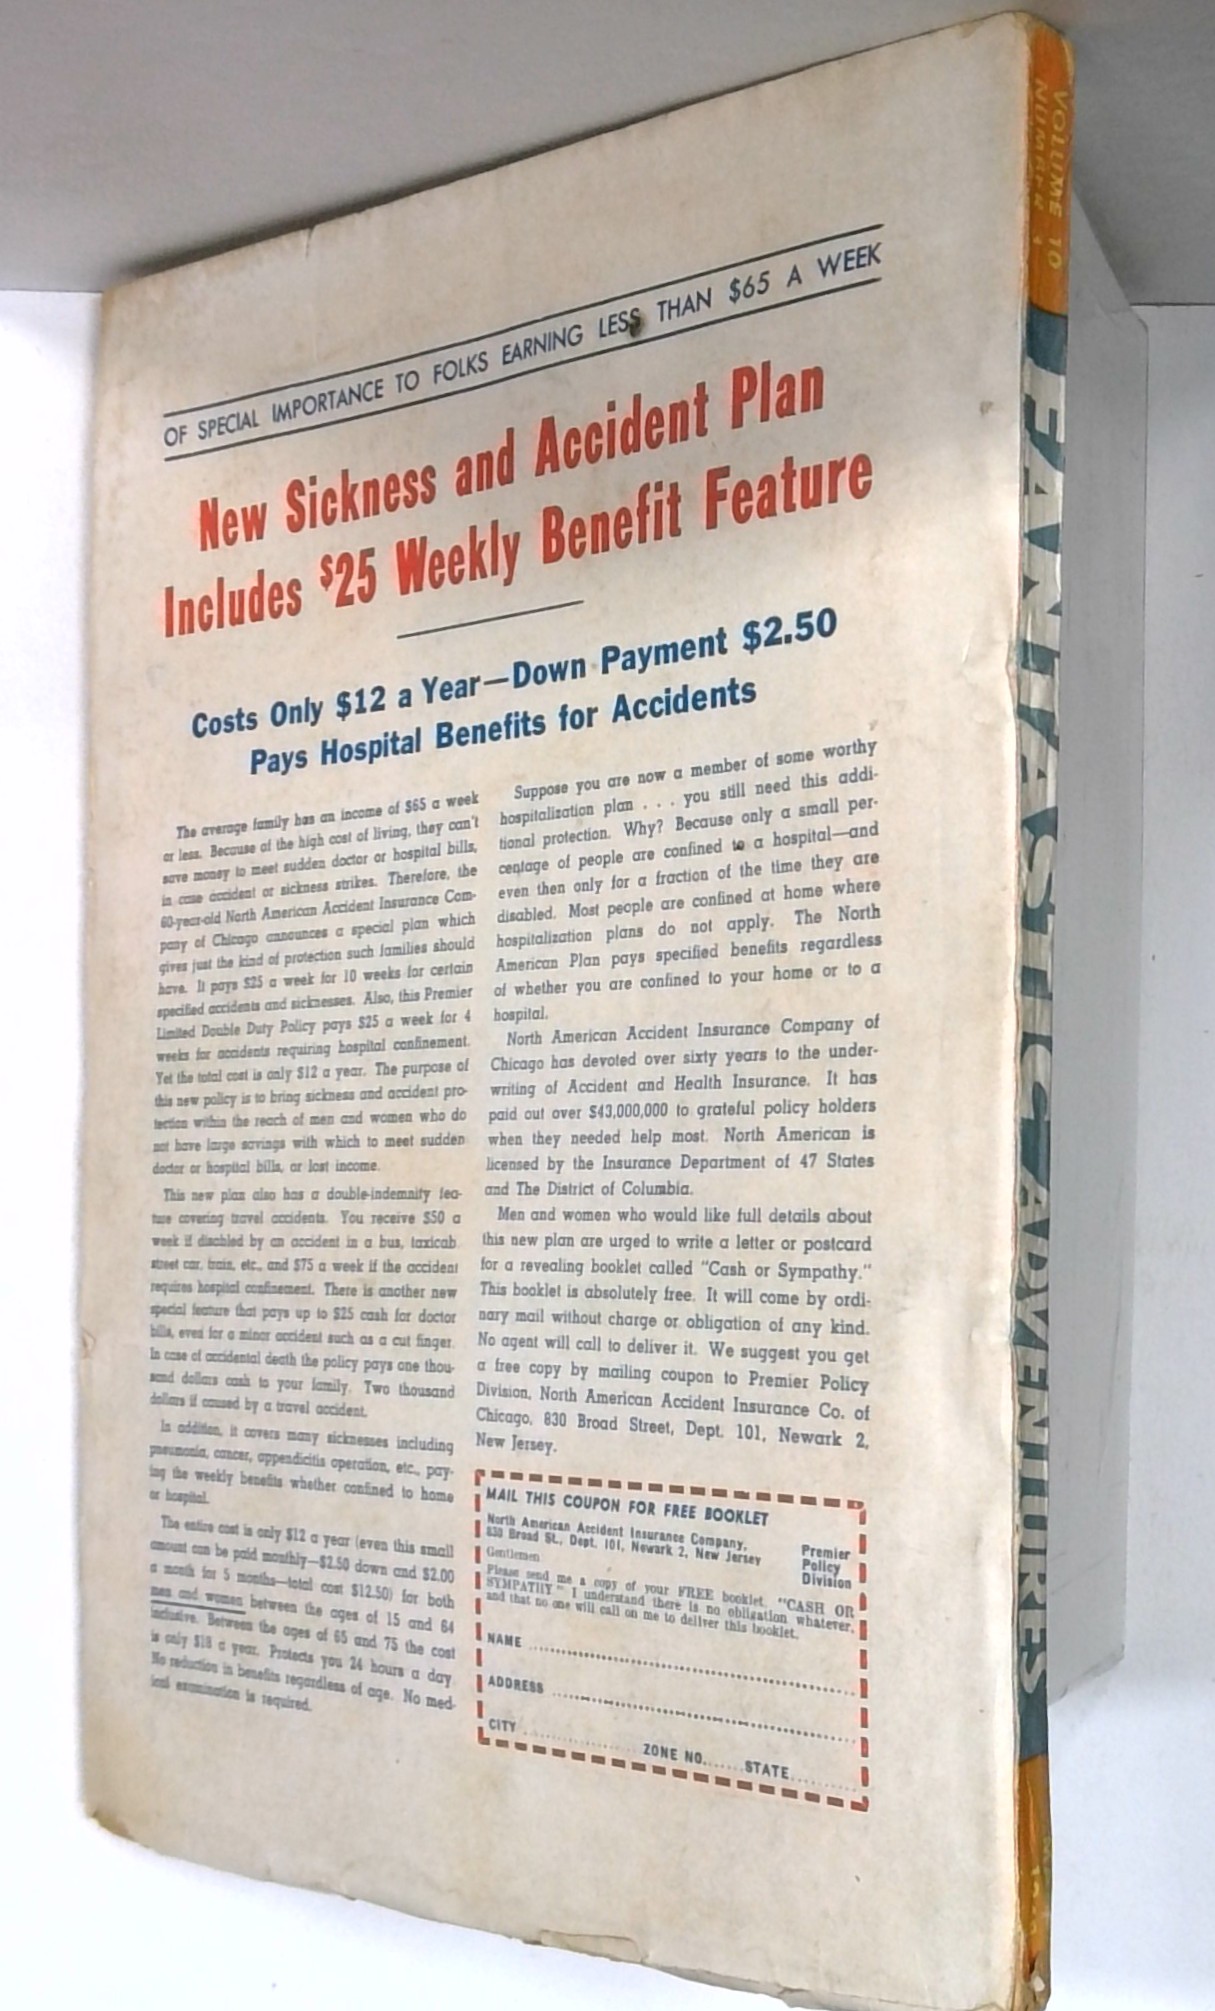 OF SPECIAL IMPORTANCE TO FOLKS EARNING LESS THAN $65 A WEEK
New Sickness and Accident Plan
Includes $25 Weekly Benefit Feature
Costs Only $12 a Year—Down Payment $2.50
Pays Hospital Benefits for Accidents
The average family has an income of $65 a week
or less. Because of the high cost of living, they can't
save money to meet sudden doctor or hospital bills,
in case accident or sickness strikes. Therefore, the
60-year-old North American Accident Insurance Com-
pany of Chicago announces a special plan which
gives just the kind of protection such families should
have. It pays $25 a week for 10 weeks for certain
specified accidents and sicknesses. Also, this Premier
Limited Double Duty Policy pays $25 a week for 4
weeks for accidents requiring hospital confinement.
Yet the total cost is only $12 a year. The purpose of
this new policy is to bring sickness and accident pro-
tection within the reach of men and women who do
not have large savings with which to meet sudden
doctor or hospital bills, or lost income.
This new plan also has a double-indemnity fea-
ture covering travel accidents. You receive $50 a
week if disabled by an accident in a bus, taxicab
street car, train, etc., and $75 a week if the accident
requires hospital confinement. There is another new
special feature that pays up to $25 cash for doctor
bills, even for a minor accident such as a cut finger.
In case of accidental death the policy pays one thou-
sand dollars cash to your family. Two thousand
dollars if caused by a travel accident.
In addition, it covers many sicknesses including
pneumonia, cancer, appendicitis operation, etc., pay-
ing the weekly benefits whether confined to home
or hospital.
The entire cost is only $12 a year (even this small
amount can be paid monthly—$2.50 down and $2.00
a month for 5 months—total cost $12.50) for both
men and women between the ages of 15 and 64
inclusive. Between the ages of 65 and 75 the cost
is only $18 a year. Protects you 24 hours a day.
No reduction in benefits regardless of age. No med-
ical examination is required.
Suppose you are now a member of some worthy
hospitalization plan . . . you still need this addi-
tional protection. Why? Because only a small per-
centage of people are confined to a hospital—and
even then only for a fraction of the time they are
disabled. Most people are confined at home where
hospitalization plans do not apply. The North
American Plan pays specified benefits regardless
of whether you are confined to your home or to a
hospital.
North American Accident Insurance Company of
Chicago has devoted over sixty years to the under-
writing of Accident and Health Insurance. It has
paid out over $43,000,000 to grateful policy holders
when they needed help most. North American is
licensed by the Insurance Department of 47 States
and The District of Columbia.
Men and women who would like full details about
this new plan are urged to write a letter or postcard
for a revealing booklet called "Cash or Sympathy."
This booklet is absolutely free. It will come by ordi-
nary mail without charge or obligation of any kind.
No agent will call to deliver it. We suggest you get
a free copy by mailing coupon to Premier Policy
Division, North American Accident Insurance Co. of
Chicago, 830 Broad Street, Dept. 101, Newark 2,
New Jersey.
MAIL THIS COUPON FOR FREE BOOKLET
North American Accident Insurance Company,
830 Broad St., Dept. 101, Newark 2, New Jersey
Premier
Policy
Division
Gentlemen
Please send me a copy of your FREE booklet, "CASH OR
SYMPATHY" I understand there is no obligation whatever,
and that no one will call on me to deliver this booklet.
NAME
ADDRESS
CITY ZONE NO. STATE
VOLUME 10
NUMBER
FANTASTIC ADVENTURES